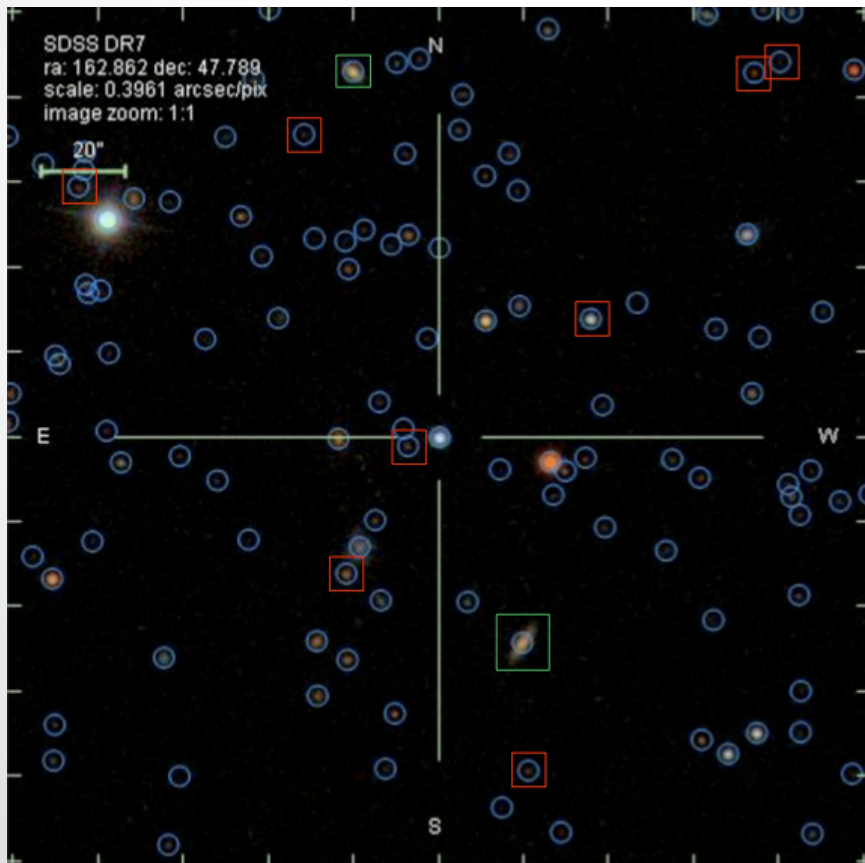 SDSS DR7
ra: 162.862 dec: 47.789
scale: 0.3961 arcsec/pix
image zoom: 1:1
20"
N
E
W
S